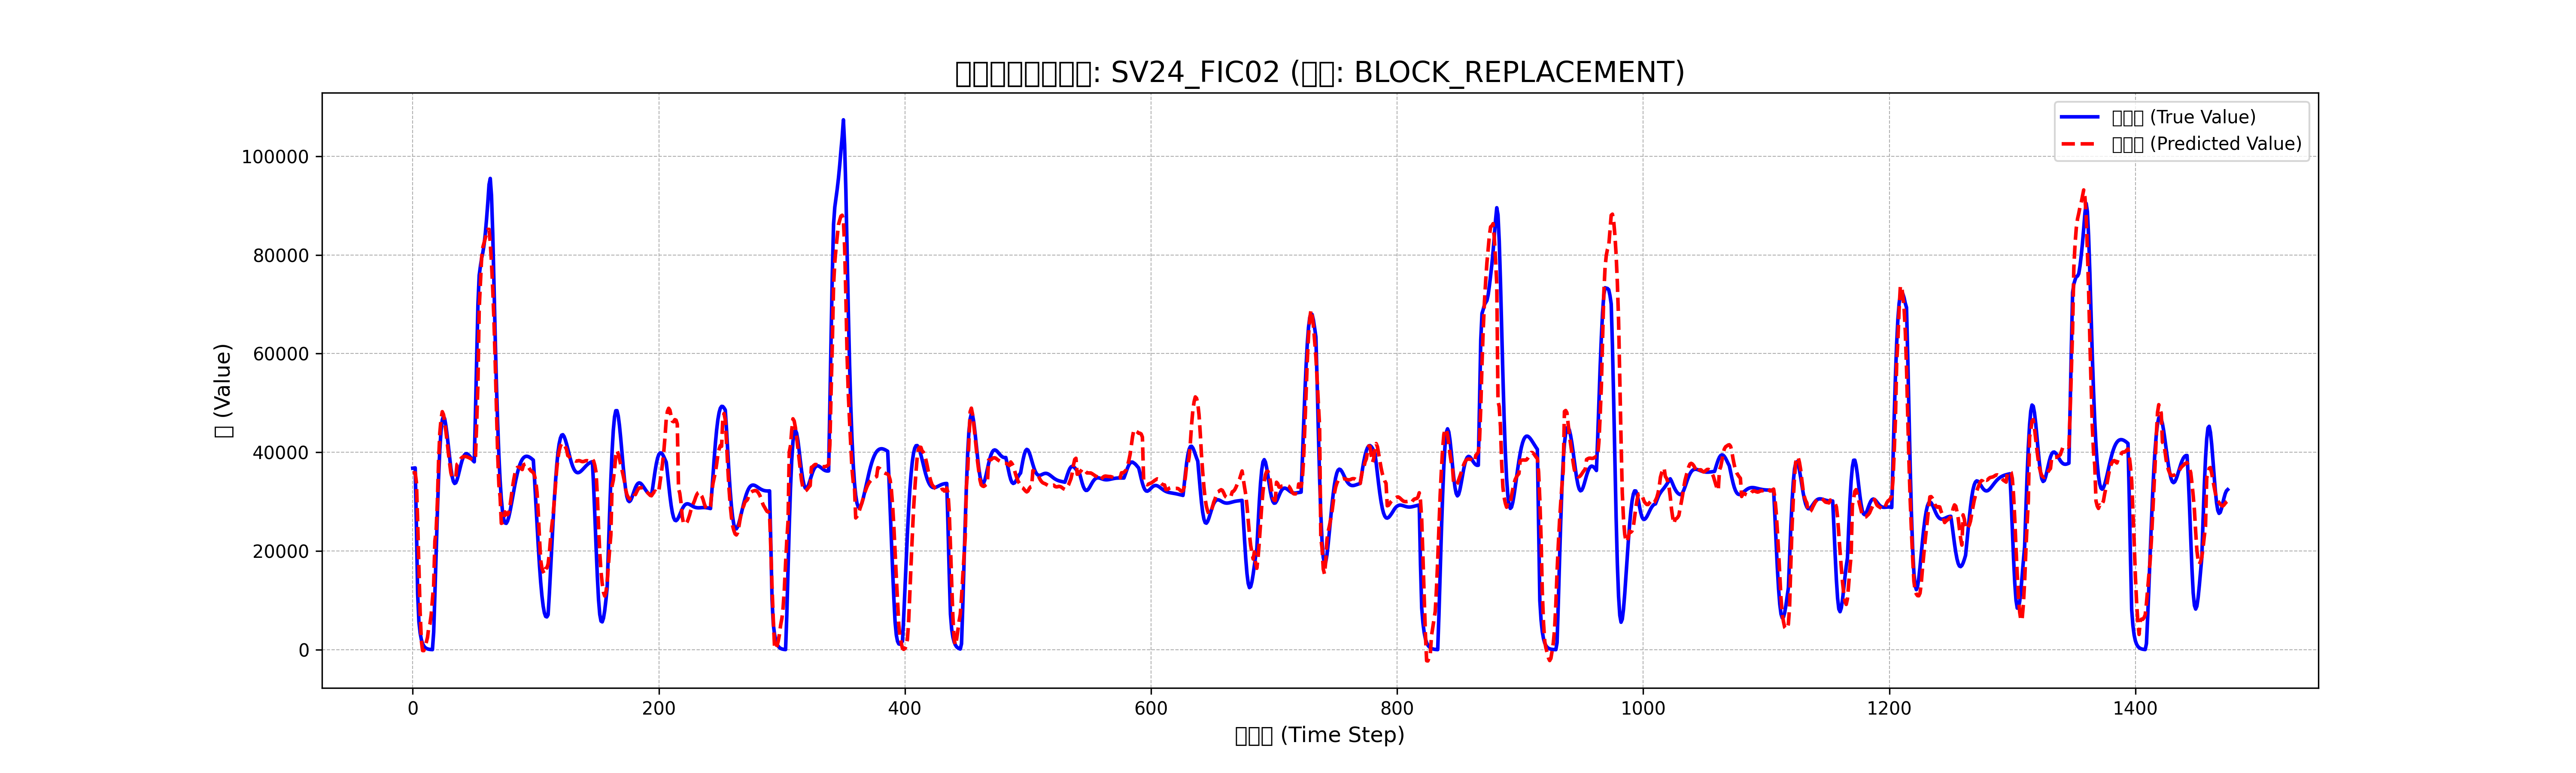 : SV24_FIC02 (: BLOCK_REPLACEMENT)
(True Value)
(Predicted Value)
(Value)
100000
80000
60000
40000
20000
0
0 200 400 600 800 1000 1200 1400
(Time Step)